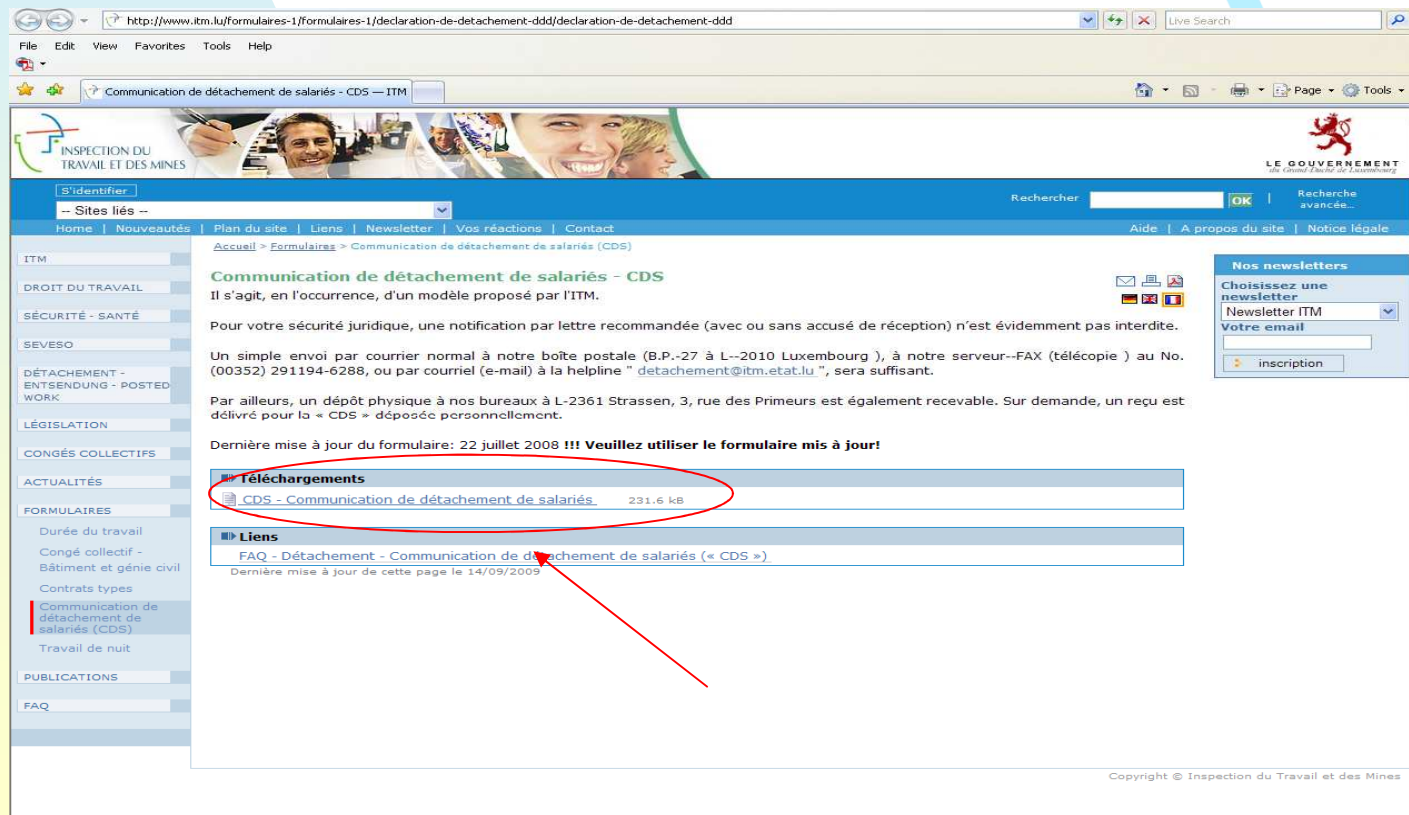 http://www.itm.lu/formulaires-1/formulaires-1/declaration-de-detachement-ddd/declaration-de-detachement-ddd
Live Search
File Edit View Favorites Tools Help
Communication de détachement de salariés - CDS — ITM
Page Tools
INSPECTION DU
TRAVAIL ET DES MINES
LE GOUVERNEMENT
du Grand-Duché de Luxembourg
S'identifier
-- Sites liés --
Rechercher
OK | Recherche
avancée...
Home | Nouveautés | Plan du site | Liens | Newsletter | Vos réactions | Contact
Aide | A propos du site | Notice légale
ITM
DROIT DU TRAVAIL
SÉCURITÉ - SANTÉ
SEVESO
DÉTACHEMENT -
ENTSENDUNG - POSTED
WORK
LÉGISLATION
CONGÉS COLLECTIFS
ACTUALITÉS
FORMULAIRES
Durée du travail
Congé collectif -
Bâtiment et génie civil
Contrats types
Communication de
détachement de
salariés (CDS)
Travail de nuit
PUBLICATIONS
FAQ
Accueil > Formulaires > Communication de détachement de salariés (CDS)
Communication de détachement de salariés - CDS
Il s'agit, en l'occurrence, d'un modèle proposé par l'ITM.
Pour votre sécurité juridique, une notification par lettre recommandée (avec ou sans accusé de réception) n’est évidemment pas interdite.
Un simple envoi par courrier normal à notre boîte postale (B.P.-27 à L--2010 Luxembourg ), à notre serveur--FAX (télécopie ) au No.
(00352) 291194-6288, ou par courriel (e-mail) à la helpline " detachement@itm.etat.lu ", sera suffisant.
Par ailleurs, un dépôt physique à nos bureaux à L-2361 Strassen, 3, rue des Primeurs est également recevable. Sur demande, un reçu est
délivré pour la « CDS » déposée personnellement.
Dernière mise à jour du formulaire: 22 juillet 2008 !!! Veuillez utiliser le formulaire mis à jour!
Téléchargements
CDS - Communication de détachement de salariés 231.6 kB
Liens
FAQ - Détachement - Communication de détachement de salariés (« CDS »)
Dernière mise à jour de cette page le 14/09/2009
Nos newsletters
Choisissez une
newsletter
Newsletter ITM
Votre email
inscription
Copyright © Inspection du Travail et des Mines